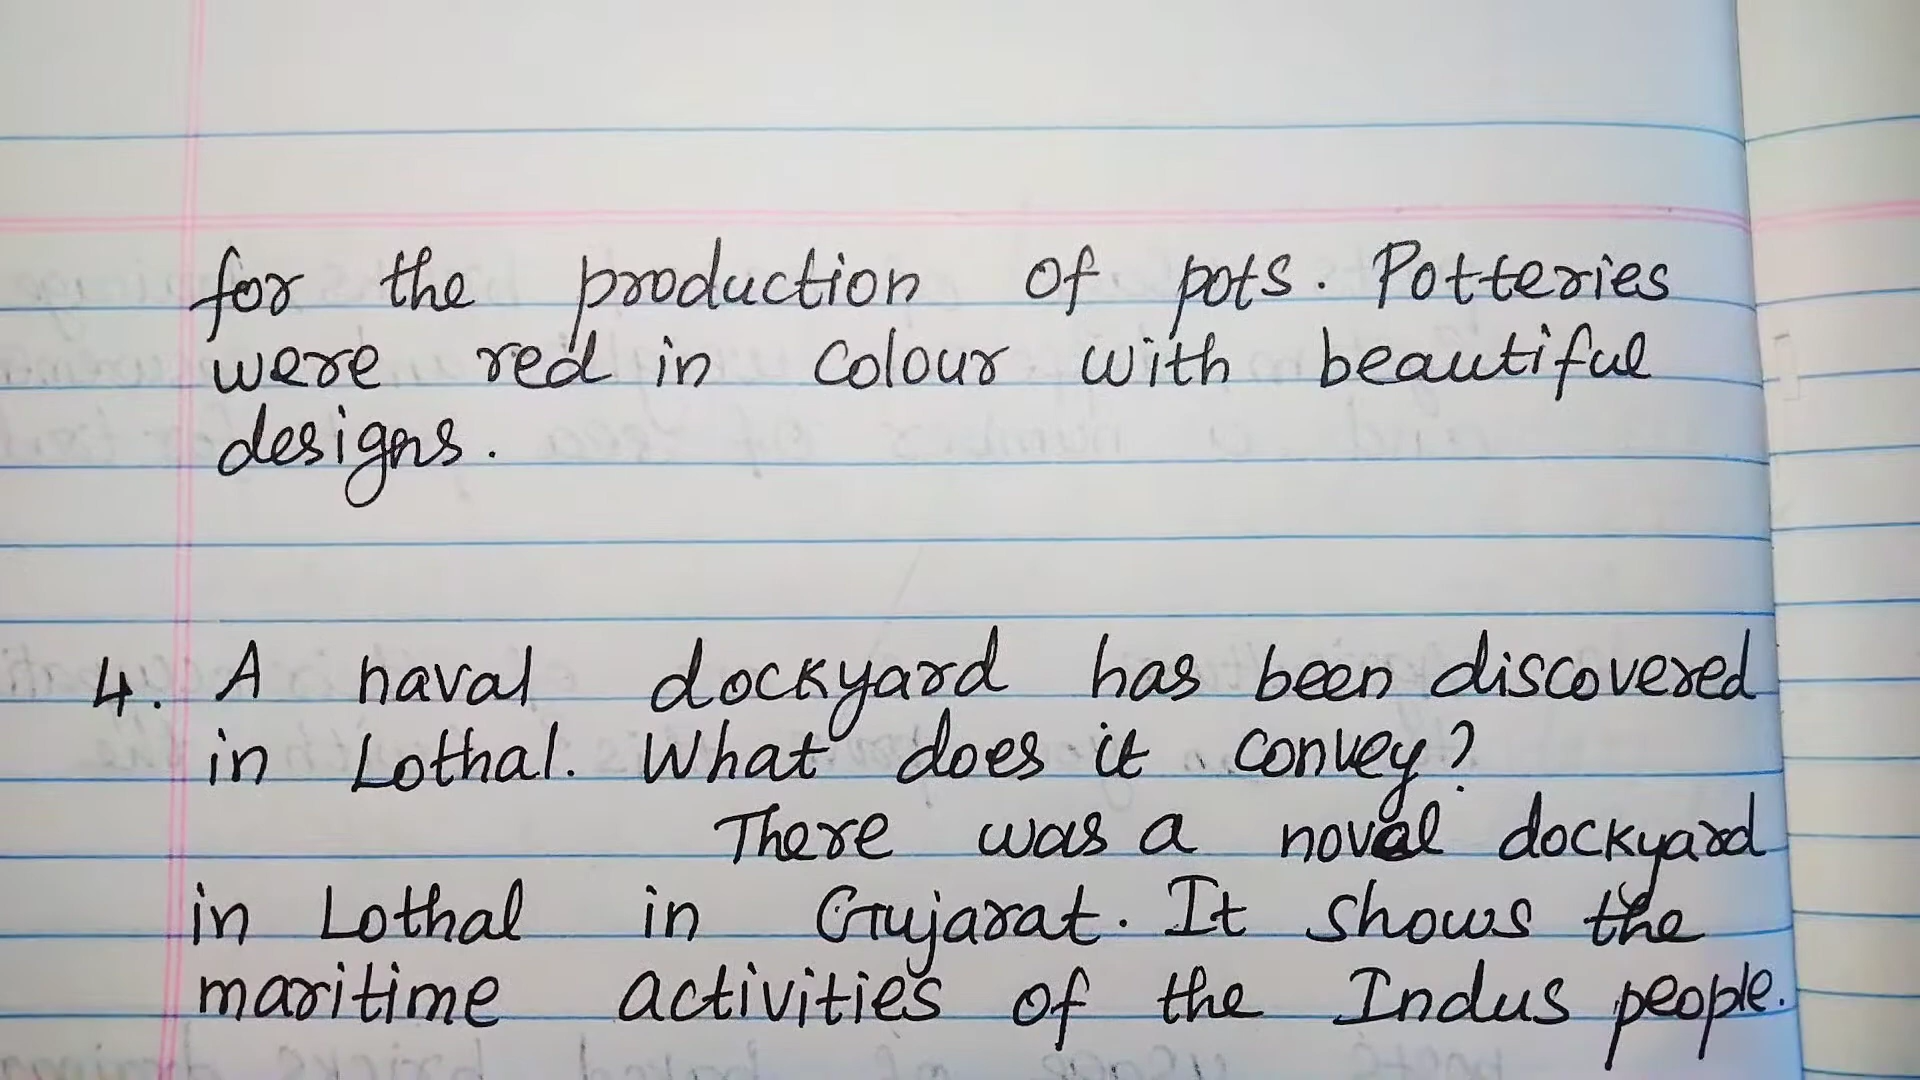 for the production of pots. Potteries
were red in colour with beautiful
designs.
4. A naval dockyard has been discovered
in Lothal. What does it convey?
There was a noval dockyard
in Lothal in Gujarat. It shows the
maritime activities of the Indus people.